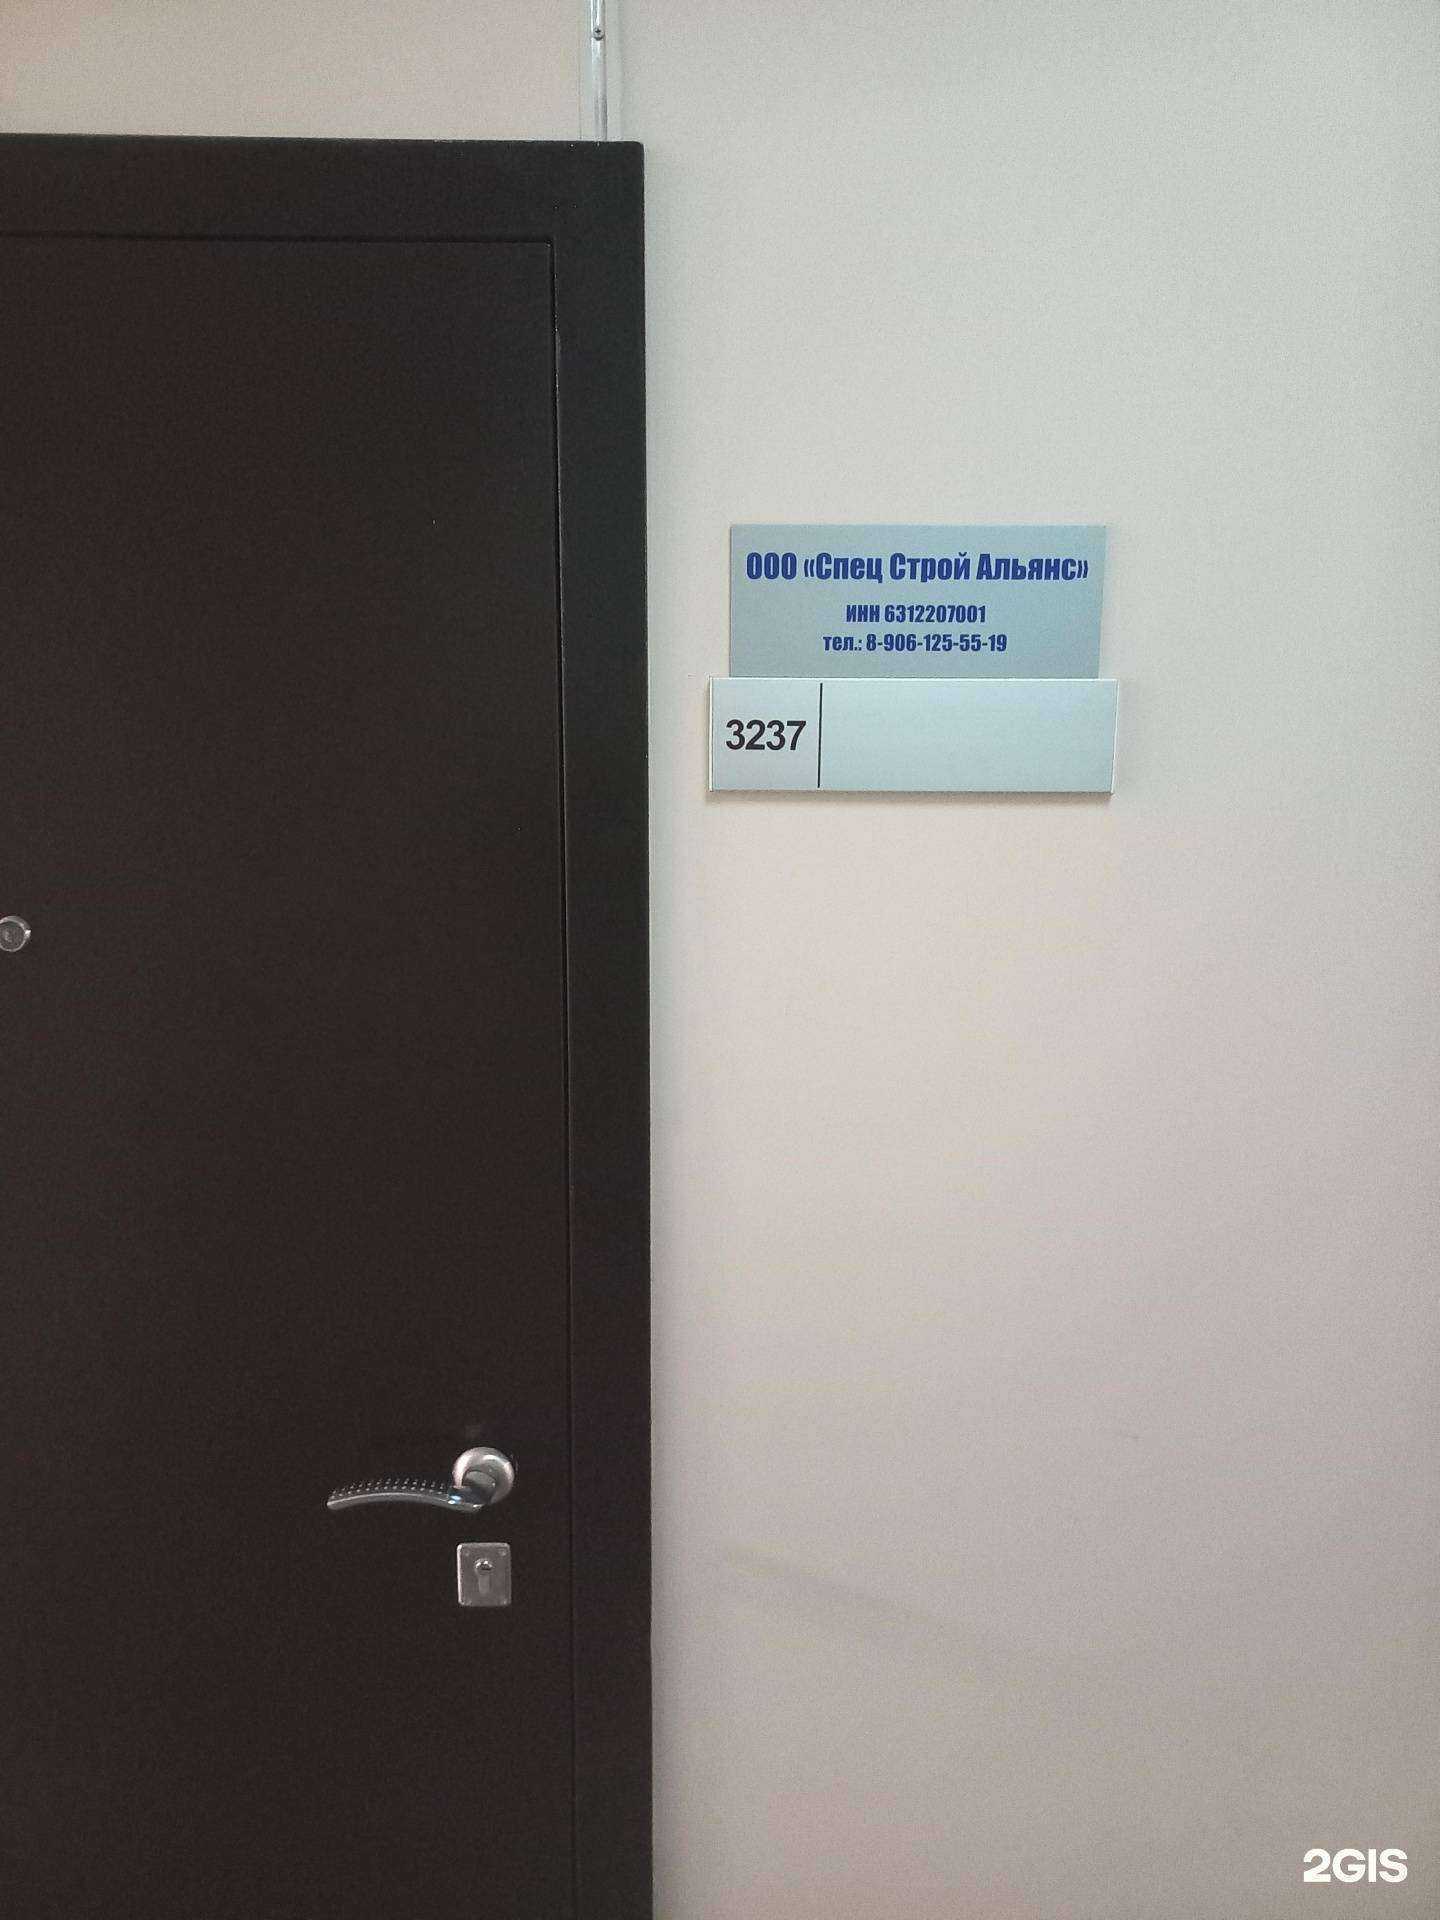 ООО «Спец Строй Альянс»
ИНН 6312207001
тел.: 8-906-125-55-19
3237
2GIS